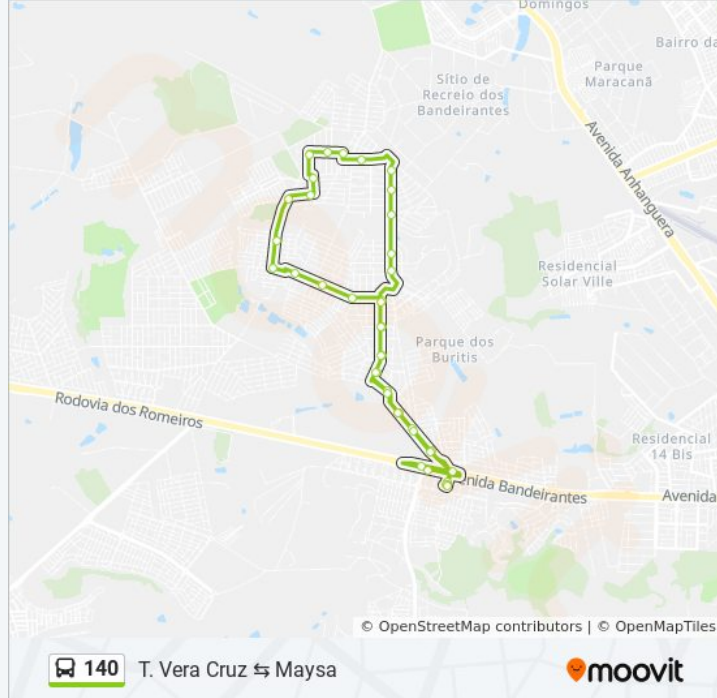 Domingos
Bairro da
Parque
Maracanã
Sítio de
Recreio dos
Bandeirantes
Avenida Anhanguera
Residencial
Solar Ville
Parque dos
Buritis
Rodovia dos Romeiros
Residencial
14 Bis
enida Bandeirantes
Avenida
© OpenStreetMap contributors | © OpenMapTiles
140 T. Vera Cruz ⇆ Maysa
moovit